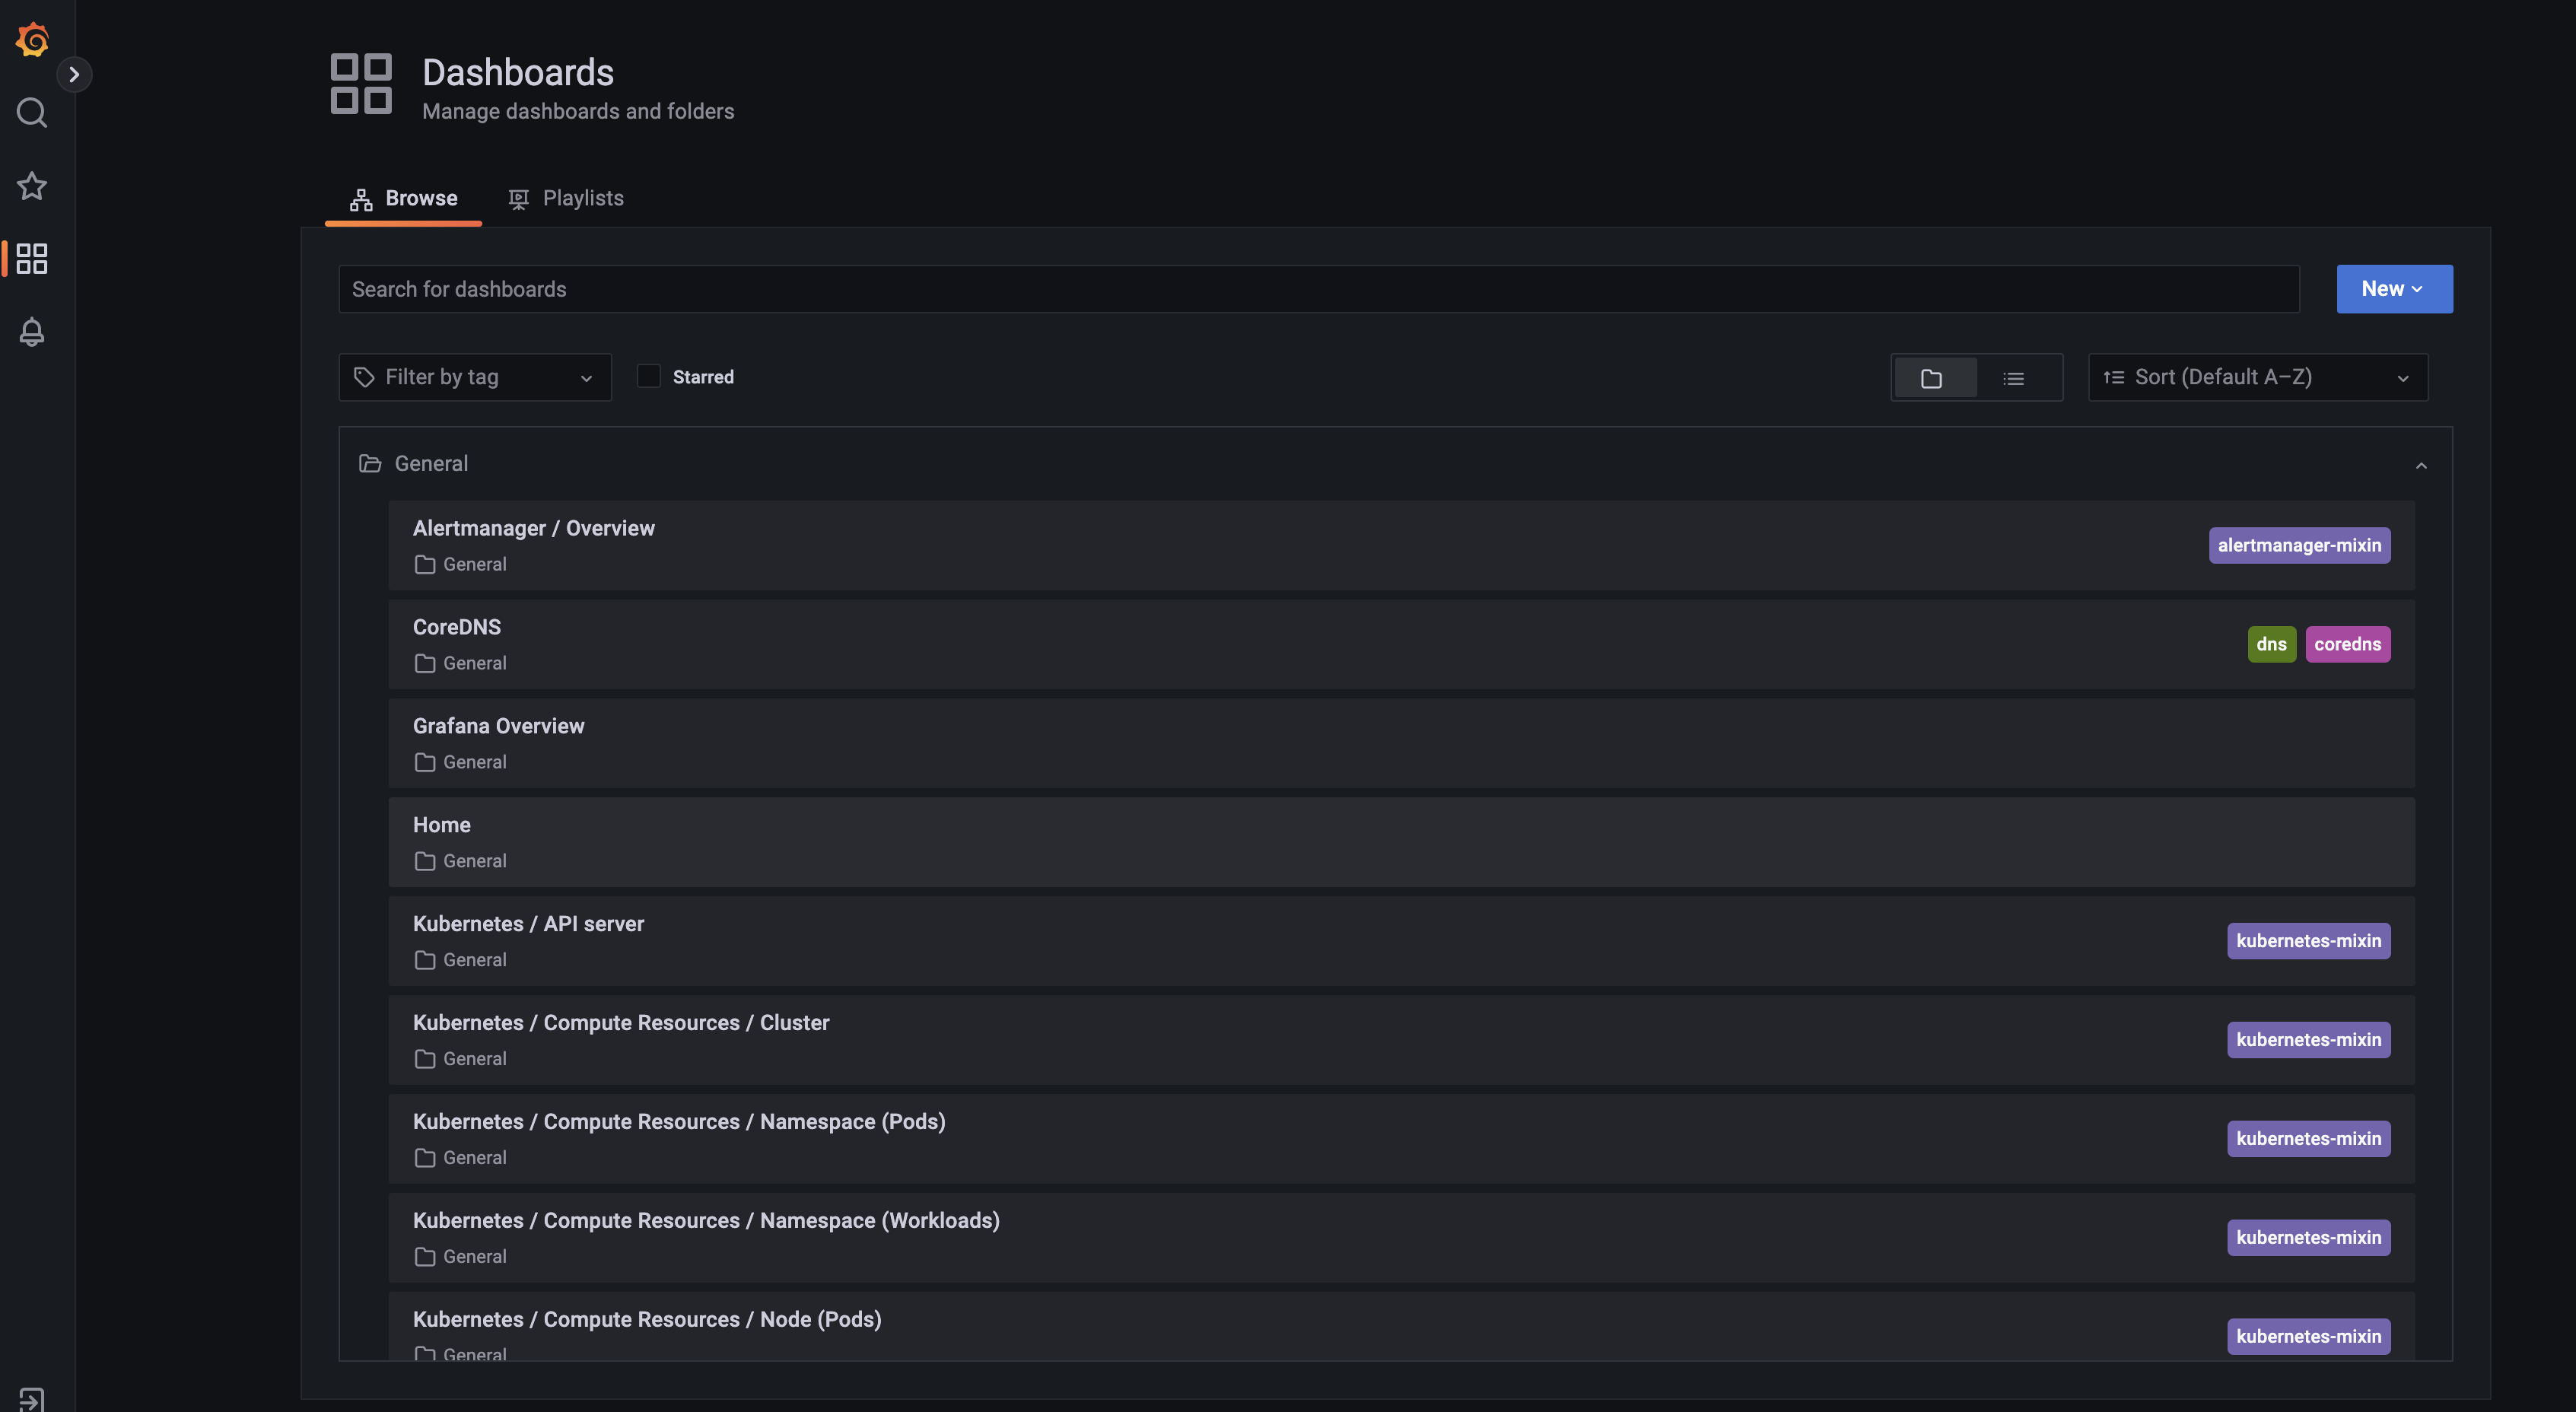 Dashboards
Manage dashboards and folders
Browse
Playlists
Search for dashboards
New
Filter by tag
Starred
Sort (Default A–Z)
General
Alertmanager / Overview
General
alertmanager-mixin
CoreDNS
General
dns
coredns
Grafana Overview
General
Home
General
Kubernetes / API server
General
kubernetes-mixin
Kubernetes / Compute Resources / Cluster
General
kubernetes-mixin
Kubernetes / Compute Resources / Namespace (Pods)
General
kubernetes-mixin
Kubernetes / Compute Resources / Namespace (Workloads)
General
kubernetes-mixin
Kubernetes / Compute Resources / Node (Pods)
General
kubernetes-mixin